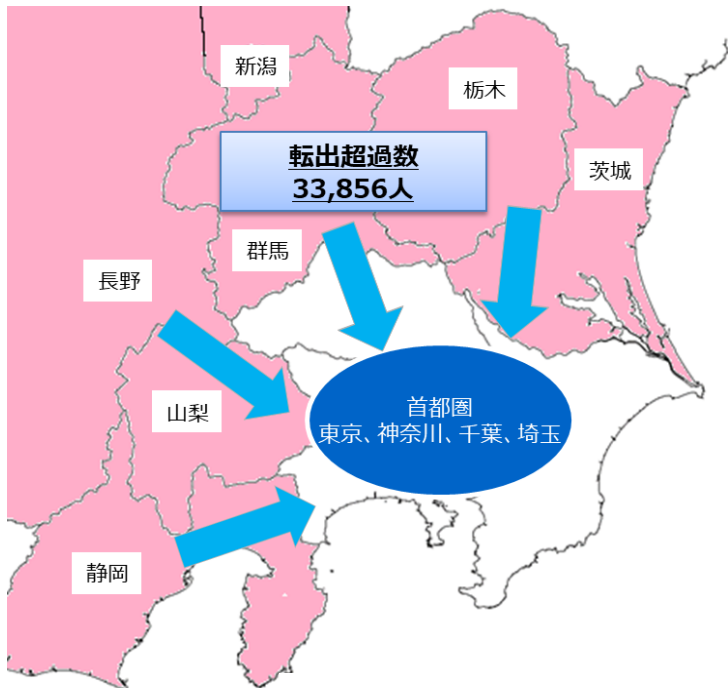 新潟
栃木
転出超過数
33,856人
茨城
群馬
長野
山梨
首都圏
東京、神奈川、千葉、埼玉
静岡